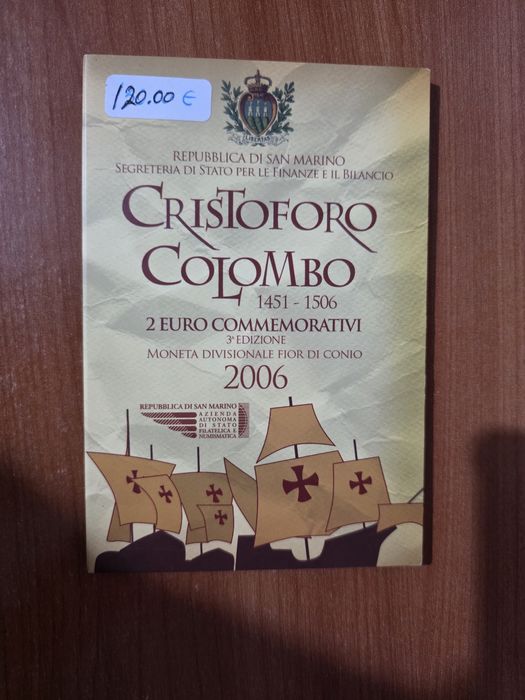 120.00 €
LIBERTAS
REPUBBLICA DI SAN MARINO
SEGRETERIA DI STATO PER LE FINANZE E IL BILANCIO
CRISTOFORO
COLOMBO
1451 - 1506
2 EURO COMMEMORATIVI
3ª EDIZIONE
MONETA DIVISIONALE FIOR DI CONIO
2006
REPUBBLICA DI SAN MARINO
AZIENDA
AUTONOMA
DI STATO
FILATELICA E
NUMISMATICA